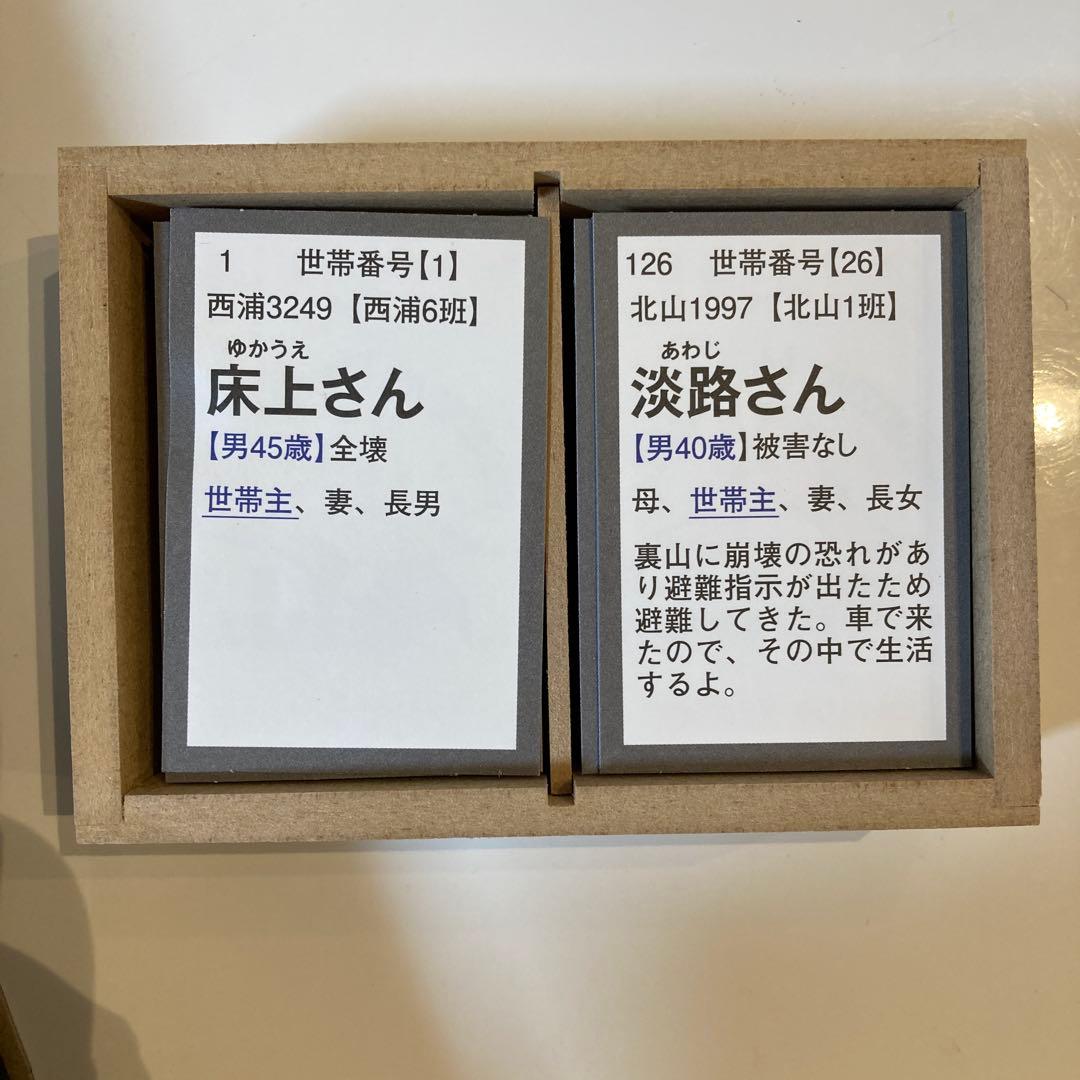 1 世帯番号【1】
西浦3249【西浦6班】
ゆかうえ
床上さん
【男45歳】全壊
世帯主、妻、長男
126 世帯番号【26】
北山1997【北山1班】
あわじ
淡路さん
【男40歳】被害なし
母、世帯主、妻、長女
裏山に崩壊の恐れがあ
り避難指示が出たため
避難してきた。車で来
たので、その中で生活
するよ。